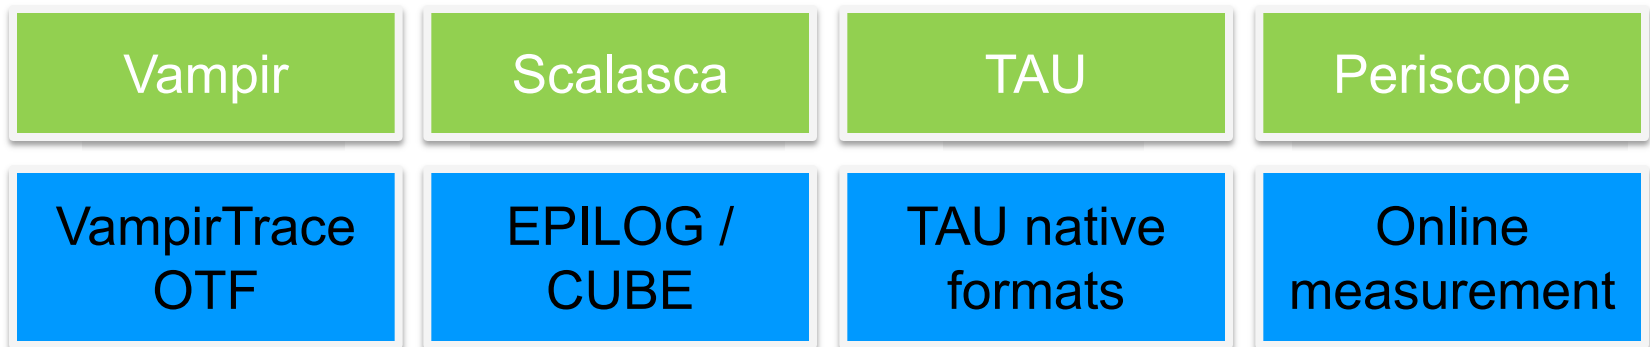 Vampir
Scalasca
TAU
Periscope
VampirTrace
OTF
EPILOG /
CUBE
TAU native
formats
Online
measurement